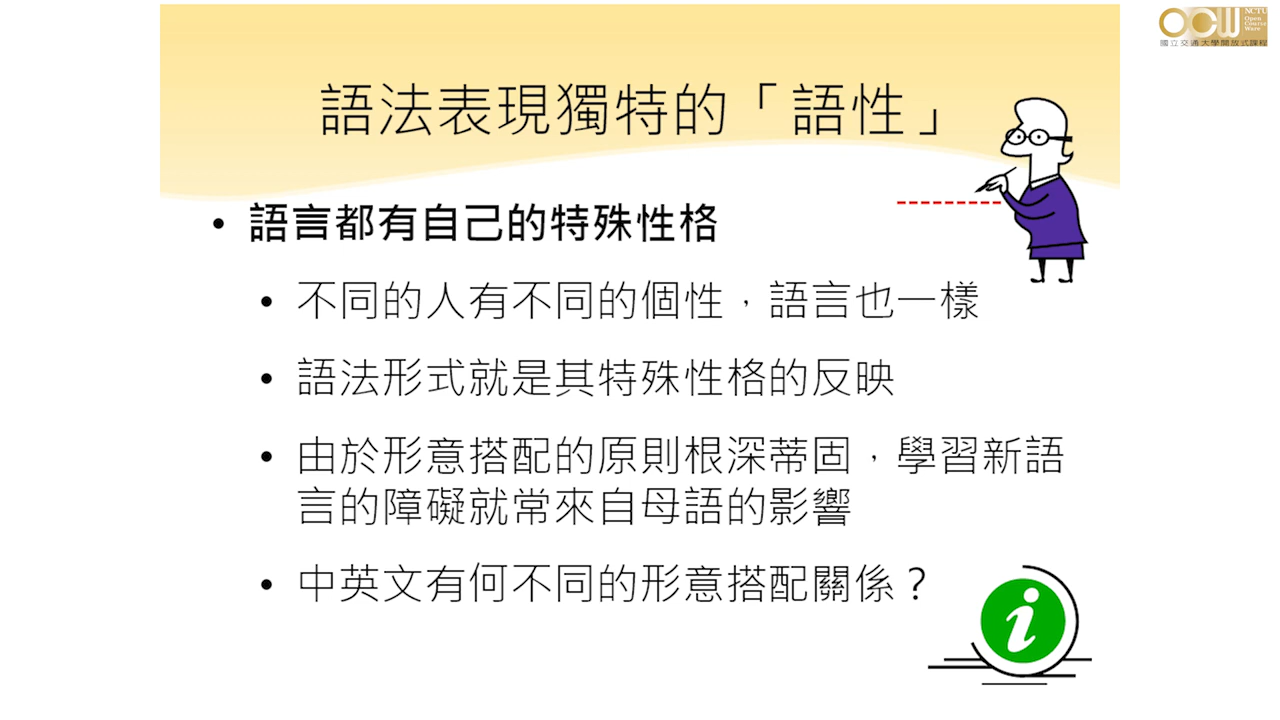 NCTU
Open
Course
Ware
國立交通大學開放式課程
語法表現獨特的「語性」
• 語言都有自己的特殊性格
• 不同的人有不同的個性，語言也一樣
• 語法形式就是其特殊性格的反映
• 由於形意搭配的原則根深蒂固，學習新語
言的障礙就常來自母語的影響
• 中英文有何不同的形意搭配關係？